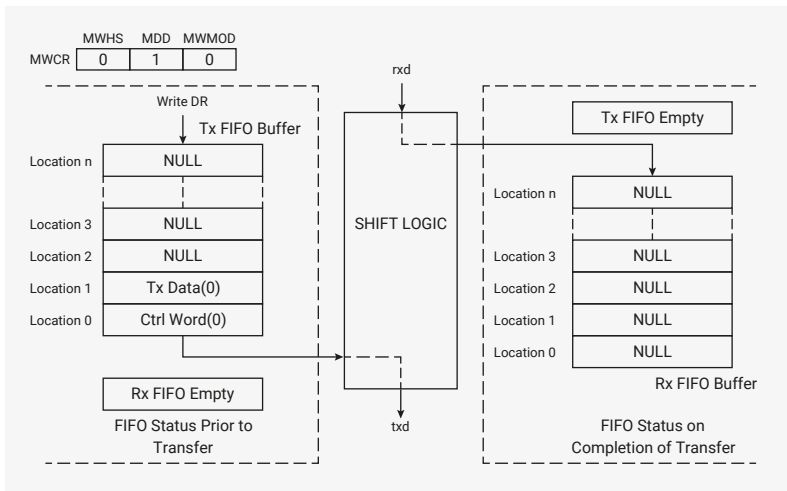 MWHS MDD MWMOD
MWCR 0 1 0
Write DR
Tx FIFO Buffer
Location n NULL
Location 3 NULL
Location 2 NULL
Location 1 Tx Data(0)
Location 0 Ctrl Word(0)
Rx FIFO Empty
FIFO Status Prior to
Transfer
rxd
SHIFT LOGIC
txd
Tx FIFO Empty
Location n NULL
Location 3 NULL
Location 2 NULL
Location 1 NULL
Location 0 NULL
Rx FIFO Buffer
FIFO Status on
Completion of Transfer